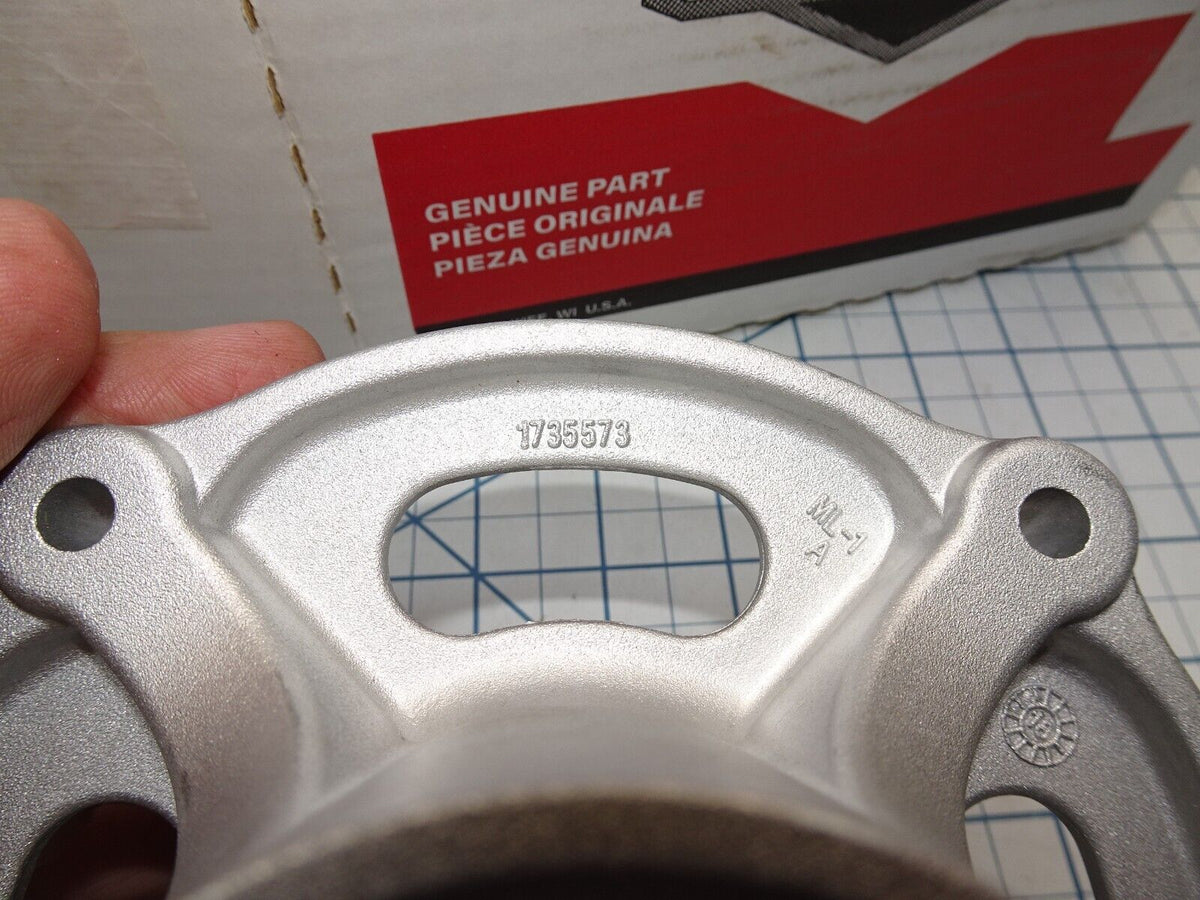 GENUINE PART
PIÈCE ORIGINALE
PIEZA GENUINA
WI U.S.A.
1735573
ML-1
A